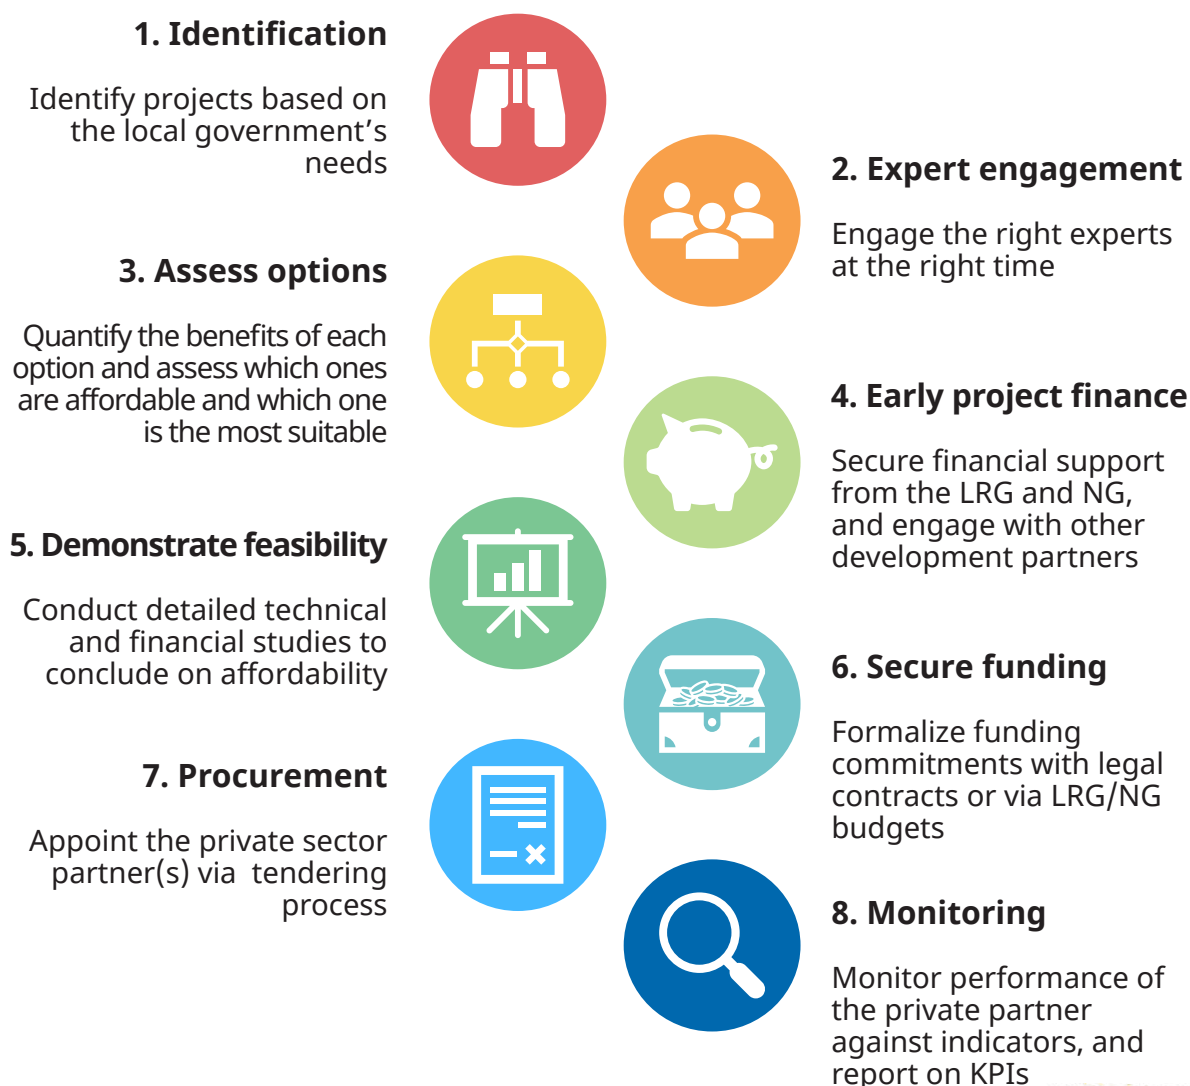 1. Identification
Identify projects based on
the local government’s
needs
2. Expert engagement
Engage the right experts
at the right time
3. Assess options
Quantify the benefits of each
option and assess which ones
are affordable and which one
is the most suitable
4. Early project finance
Secure financial support
from the LRG and NG,
and engage with other
development partners
5. Demonstrate feasibility
Conduct detailed technical
and financial studies to
conclude on affordability
6. Secure funding
Formalize funding
commitments with legal
contracts or via LRG/NG
budgets
7. Procurement
Appoint the private sector
partner(s) via  tendering
process
8. Monitoring
Monitor performance of
the private partner
against indicators, and
report on KPIs